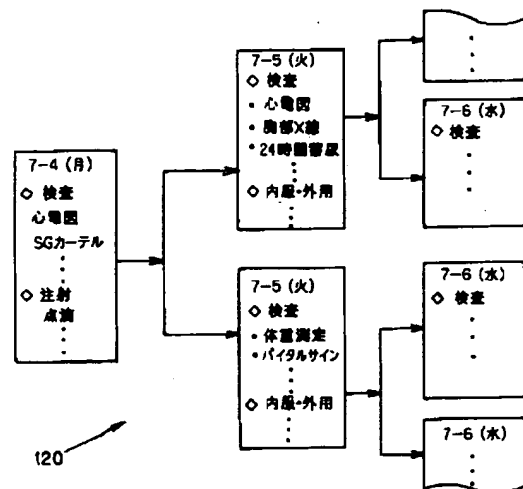 7-4 (月)
◇ 検査
心電図
SGカーテル
◇ 注射
点滴
7-5 (火)
◇ 検査
・ 心電図
・ 胸部X線
・ 24時間蓄尿
◇ 内服・外用
7-5 (火)
◇ 検査
・ 体重測定
・ バイタルサイン
◇ 内服・外用
7-6 (水)
◇ 検査
7-6 (水)
◇ 検査
7-6 (水)
120